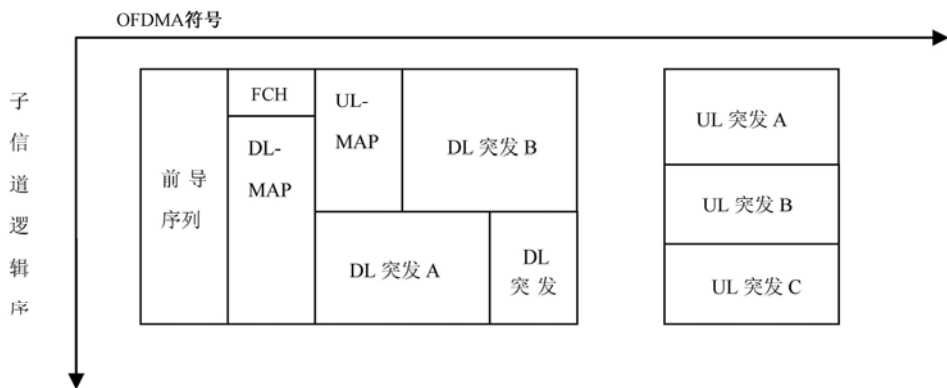 OFDMA符号
子信道逻辑序
前 导
序列
FCH
DL-
MAP
UL-
MAP
DL 突发 B
DL 突发 A
DL
突 发
UL 突发 A
UL 突发 B
UL 突发 C